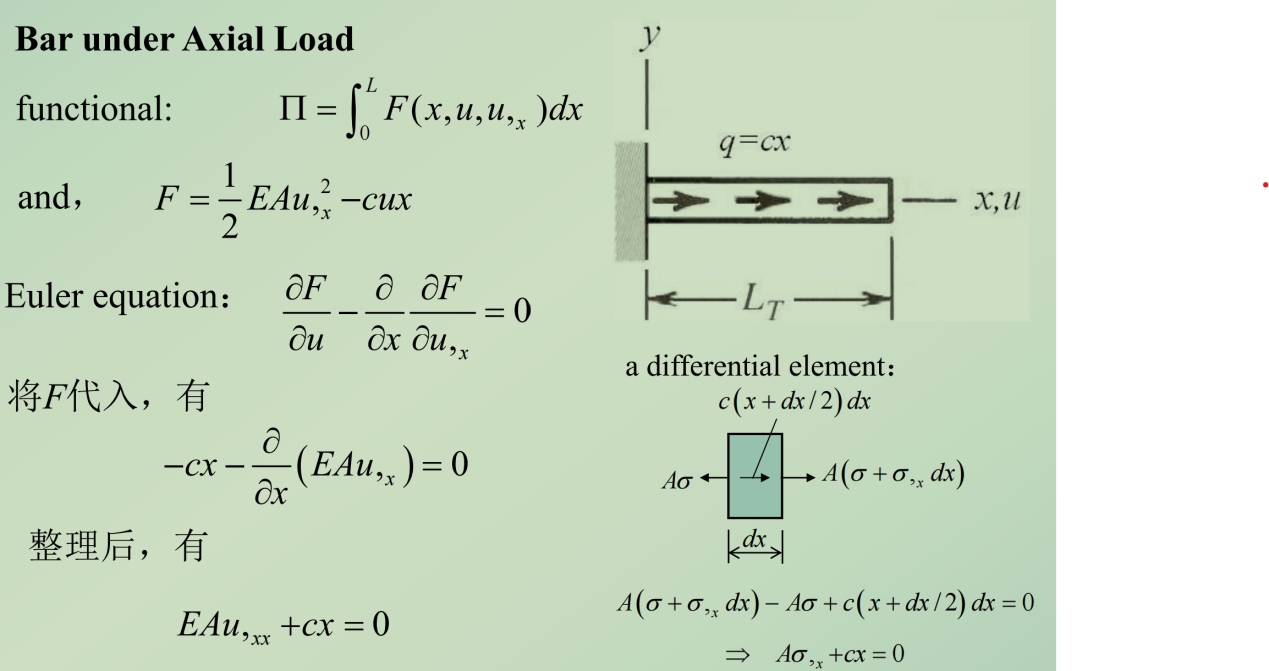 Bar under Axial Load
functional: Π = ∫₀ᴸ F(x,u,u,ₓ)dx
and， F = 1/2 EAu,ₓ² −cux
Euler equation： ∂F/∂u − ∂/∂x ∂F/∂u,ₓ = 0
将F代入，有
−cx − ∂/∂x (EAu,ₓ) = 0
整理后，有
EAu,ₓₓ +cx = 0
y
q=cx
x,u
L_T
a differential element：
c(x + dx/2)dx
Aσ
A(σ + σ,ₓ dx)
dx
A(σ + σ,ₓ dx) − Aσ + c(x + dx/2) dx = 0
⇒ Aσ,ₓ +cx = 0